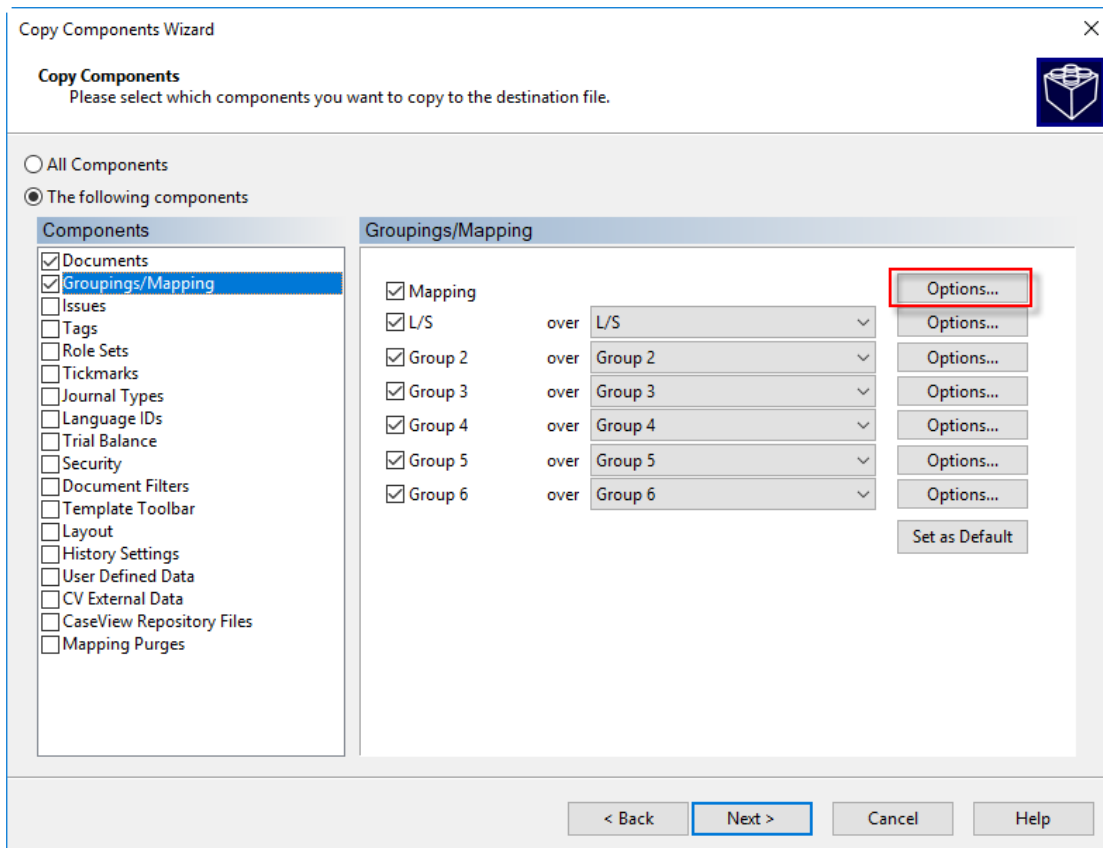 Copy Components Wizard
Copy Components
Please select which components you want to copy to the destination file.
All Components
The following components
Components
Documents
Groupings/Mapping
Issues
Tags
Role Sets
Tickmarks
Journal Types
Language IDs
Trial Balance
Security
Document Filters
Template Toolbar
Layout
History Settings
User Defined Data
CV External Data
CaseView Repository Files
Mapping Purges
Groupings/Mapping
Mapping Options...
L/S over L/S Options...
Group 2 over Group 2 Options...
Group 3 over Group 3 Options...
Group 4 over Group 4 Options...
Group 5 over Group 5 Options...
Group 6 over Group 6 Options...
Set as Default
< Back Next > Cancel Help